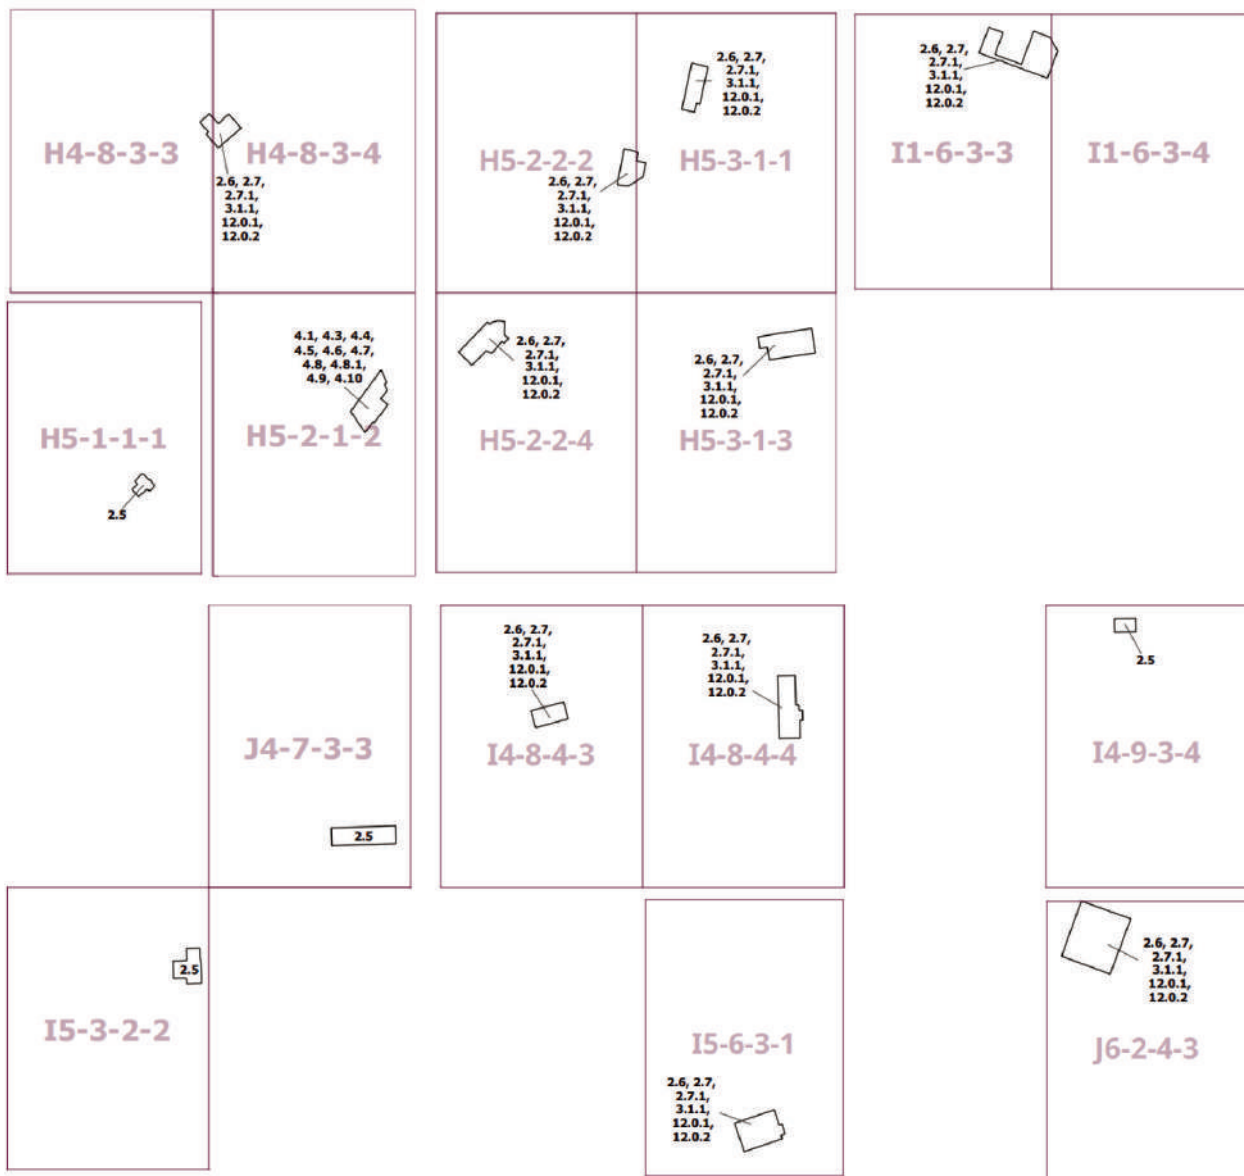 2.6, 2.7,
2.7.1,
3.1.1,
12.0.1,
12.0.2
H4-8-3-3
H4-8-3-4
2.6, 2.7,
2.7.1,
3.1.1,
12.0.1,
12.0.2
H5-2-2-2
H5-3-1-1
2.6, 2.7,
2.7.1,
3.1.1,
12.0.1,
12.0.2
2.6, 2.7,
2.7.1,
3.1.1,
12.0.1,
12.0.2
I1-6-3-3
I1-6-3-4
H5-1-1-1
2.5
4.1, 4.3, 4.4,
4.5, 4.6, 4.7,
4.8, 4.8.1,
4.9, 4.10
H5-2-1-2
2.6, 2.7,
2.7.1,
3.1.1,
12.0.1,
12.0.2
H5-2-2-4
2.6, 2.7,
2.7.1,
3.1.1,
12.0.1,
12.0.2
H5-3-1-3
J4-7-3-3
2.5
2.6, 2.7,
2.7.1,
3.1.1,
12.0.1,
12.0.2
I4-8-4-3
2.6, 2.7,
2.7.1,
3.1.1,
12.0.1,
12.0.2
I4-8-4-4
2.5
I4-9-3-4
2.5
I5-3-2-2
I5-6-3-1
2.6, 2.7,
2.7.1,
3.1.1,
12.0.1,
12.0.2
2.6, 2.7,
2.7.1,
3.1.1,
12.0.1,
12.0.2
J6-2-4-3